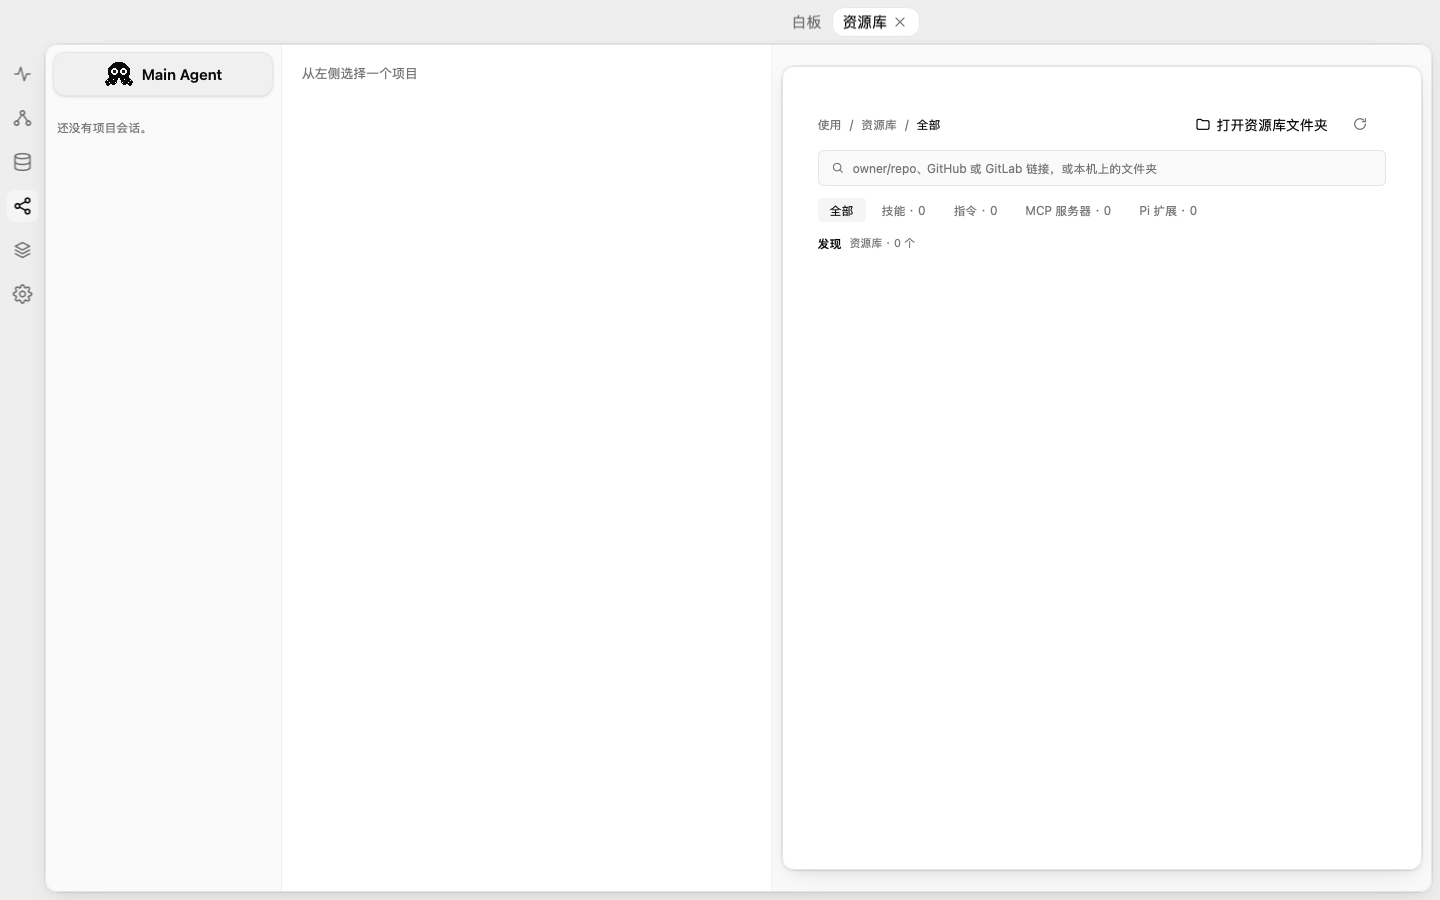 白板 资源库
Main Agent
还没有项目会话。
从左侧选择一个项目
使用 / 资源库 / 全部 打开资源库文件夹
owner/repo、GitHub 或 GitLab 链接，或本机上的文件夹
全部 技能 · 0 指令 · 0 MCP 服务器 · 0 Pi 扩展 · 0
发现 资源库 · 0 个